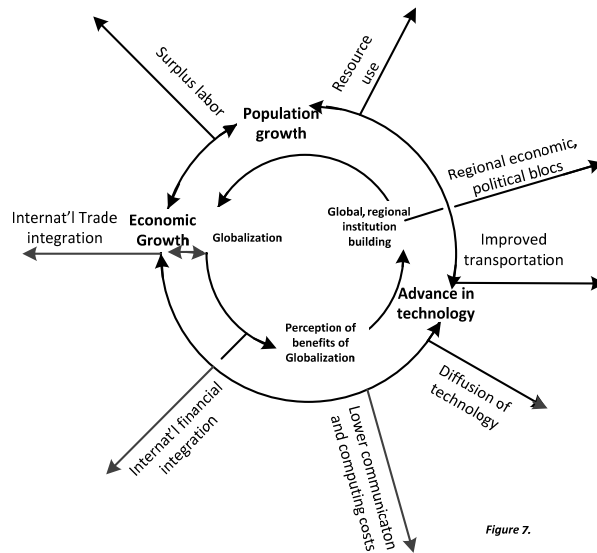 Surplus labor
Resource
use
Population
growth
Regional economic,
political blocs
Internat'l Trade
integration
Economic
Growth
Globalization
Global, regional
institution
building
Improved
transportation
Advance in
technology
Perception of
benefits of
Globalization
Diffusion of
technology
Internat'l financial
integration
Lower communicaton
and computing costs
Figure 7.